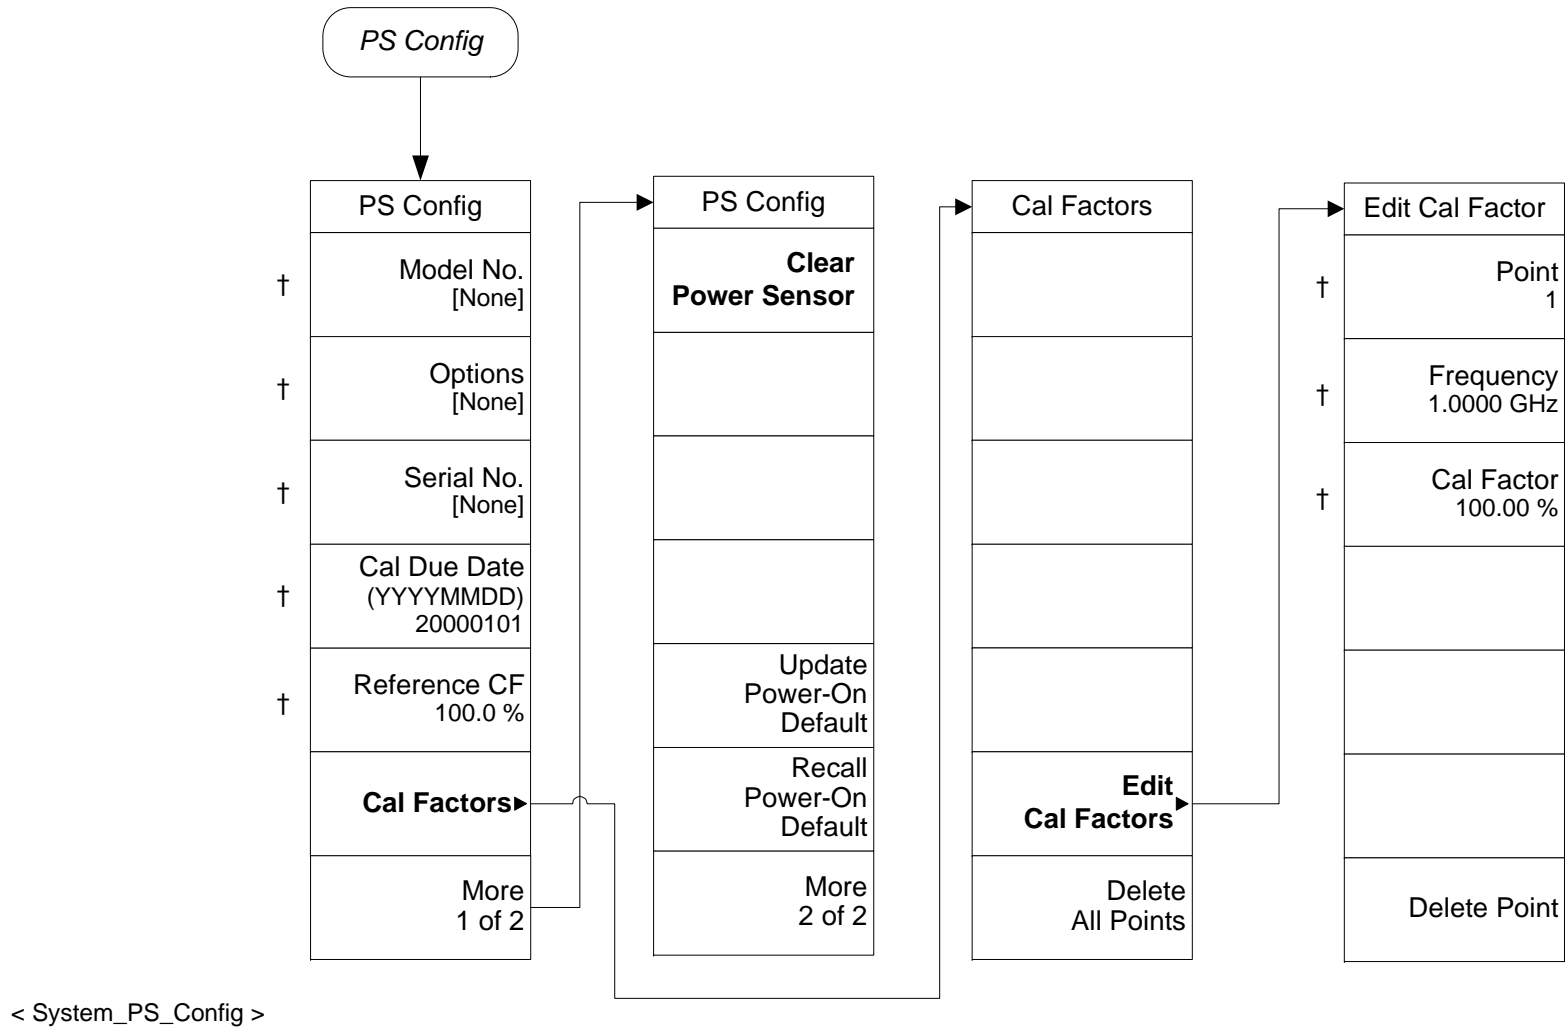 PS Config
PS Config
† Model No.
[None]
† Options
[None]
† Serial No.
[None]
Cal Due Date
† (YYYYMMDD)
20000101
† Reference CF
100.0 %
Cal Factors
More
1 of 2
PS Config
Clear
Power Sensor
Update
Power-On
Default
Recall
Power-On
Default
More
2 of 2
Cal Factors
Edit
Cal Factors
Delete
All Points
Edit Cal Factor
† Point
1
† Frequency
1.0000 GHz
† Cal Factor
100.00 %
Delete Point
< System_PS_Config >